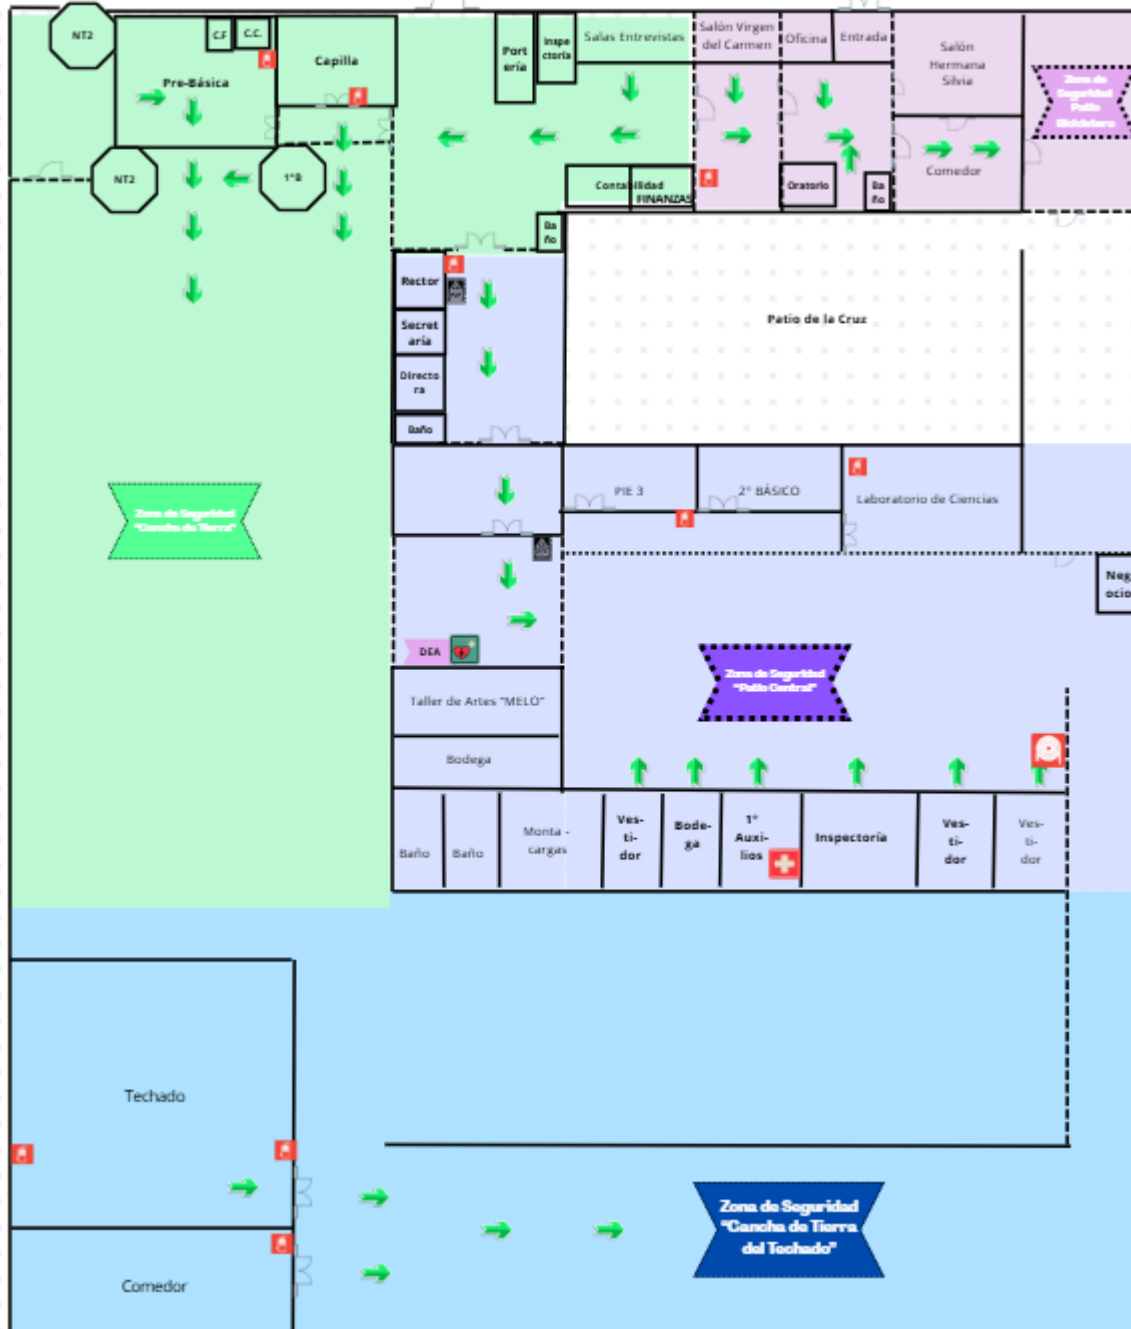 NT2
C.F
C.C.
Pre-Básica
Capilla
Port
ería
Inspe
ctoría
Salas Entrevistas
Salón Virgen
del Carmen
Oficina
Entrada
Salón
Hermana
Silvia
Zona de
Seguridad
Patio
NT2
1°B
Contabilidad
FINANZAS
Oratorio
Ba
ño
Comedor
Ba
ño
Rector
Secret
aría
Directo
ra
Baño
Patio de la Cruz
PIE 3
2° BÁSICO
Laboratorio de Ciencias
Zona de Seguridad
"Cancha de Tierra"
Neg
ocio
DEA
Zona de Seguridad
"Patio Central"
Taller de Artes "MELO"
Bodega
Baño
Baño
Monta -
cargas
Ves-
ti-
dor
Bode-
ga
1°
Auxi-
lios
Inspectoría
Ves-
ti-
dor
Ves-
ti-
dor
Techado
Zona de Seguridad
"Cancha de Tierra
del Techado"
Comedor